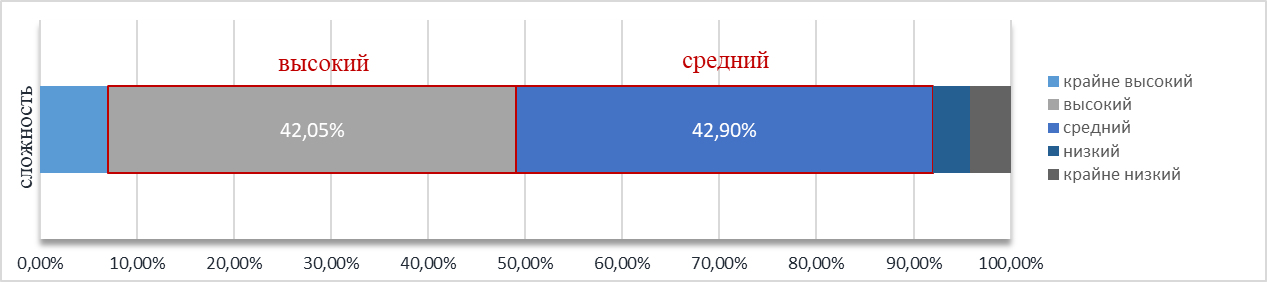 высокий
средний
сложность
42,05%
42,90%
крайне высокий
высокий
средний
низкий
крайне низкий
0,00% 10,00% 20,00% 30,00% 40,00% 50,00% 60,00% 70,00% 80,00% 90,00% 100,00%